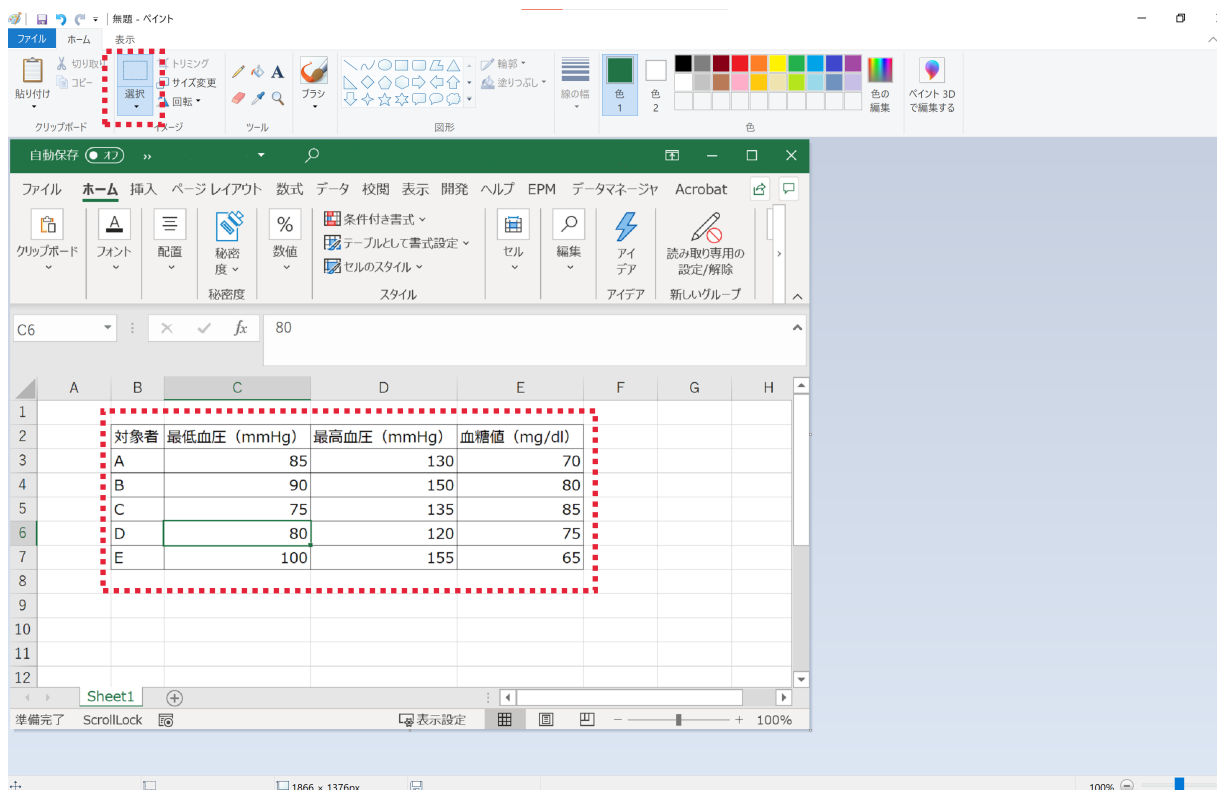 無題 - ペイント
ファイル ホーム 表示
貼り付け 切り取り コピー 選択 トリミング サイズ変更 回転 A ブラシ 輪郭 塗りつぶし 線の幅 色 1 色 2 色の編集 ペイント 3D で編集する
クリップボード イメージ ツール 図形 色
自動保存 オフ »
ファイル ホーム 挿入 ページ レイアウト 数式 データ 校閲 表示 開発 ヘルプ EPM データマネージャ Acrobat
クリップボード フォント 配置 秘密度 % 数値 条件付き書式 テーブルとして書式設定 セルのスタイル セル 編集 アイデア 読み取り専用の設定/解除
秘密度 スタイル アイデア 新しいグループ
C6 fx 80
A B C D E F G H
1
2 対象者 最低血圧（mmHg） 最高血圧（mmHg） 血糖値（mg/dl）
3 A 85 130 70
4 B 90 150 80
5 C 75 135 85
6 D 80 120 75
7 E 100 155 65
8
9
10
11
12
Sheet1
準備完了 ScrollLock 表示設定 100%
1866 × 1376px 100%